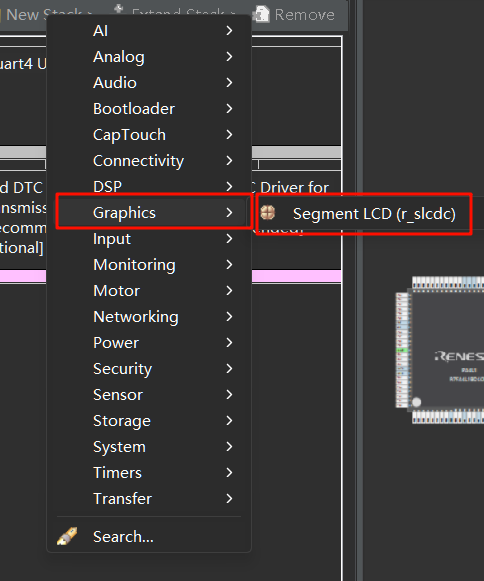 New Stack > Extend Stack > Remove
AI
uart4 U
Analog
Audio
Bootloader
CapTouch
Connectivity
d DTC
DSP
C Driver for
nsmiss
Graphics
Segment LCD (r_slcdc)
ecomm
Input
tional]
Monitoring
Motor
Networking
Power
RENES
Security
Sensor
Storage
System
Timers
Transfer
Search...